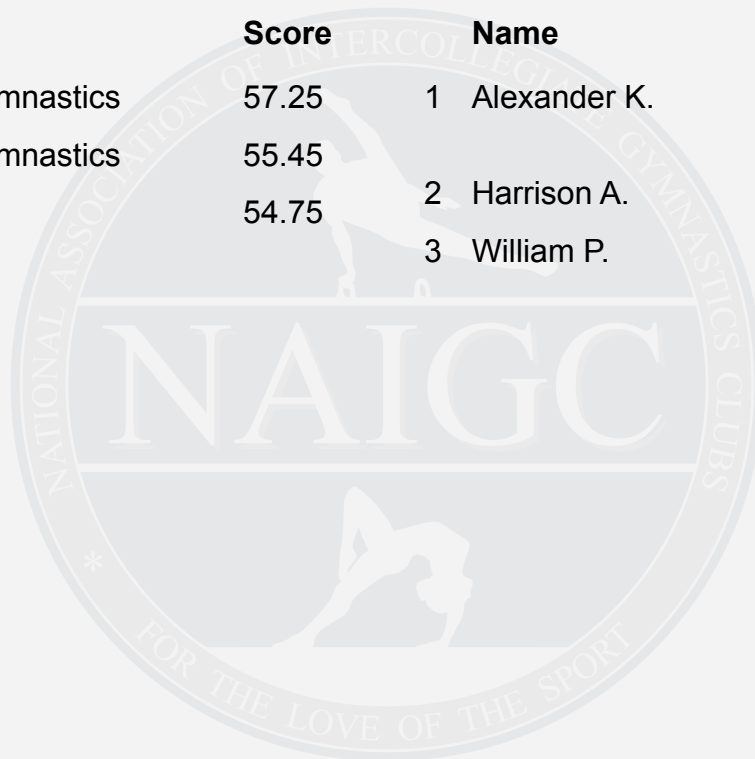 Score Name
mnastics 57.25 1 Alexander K.
mnastics 55.45
2 Harrison A.
54.75
3 William P.
NATIONAL ASSOCIATION OF INTERCOLLEGIATE GYMNASTICS CLUBS
NAIGC
* FOR THE LOVE OF THE SPORT